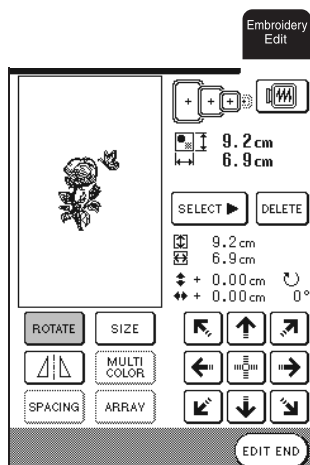 Embroidery
Edit
9.2cm
6.9cm
SELECT ▶ DELETE
9.2cm
6.9cm
+ 0.00cm
+ 0.00cm 0°
ROTATE SIZE
MULTI
COLOR
SPACING ARRAY
EDIT END